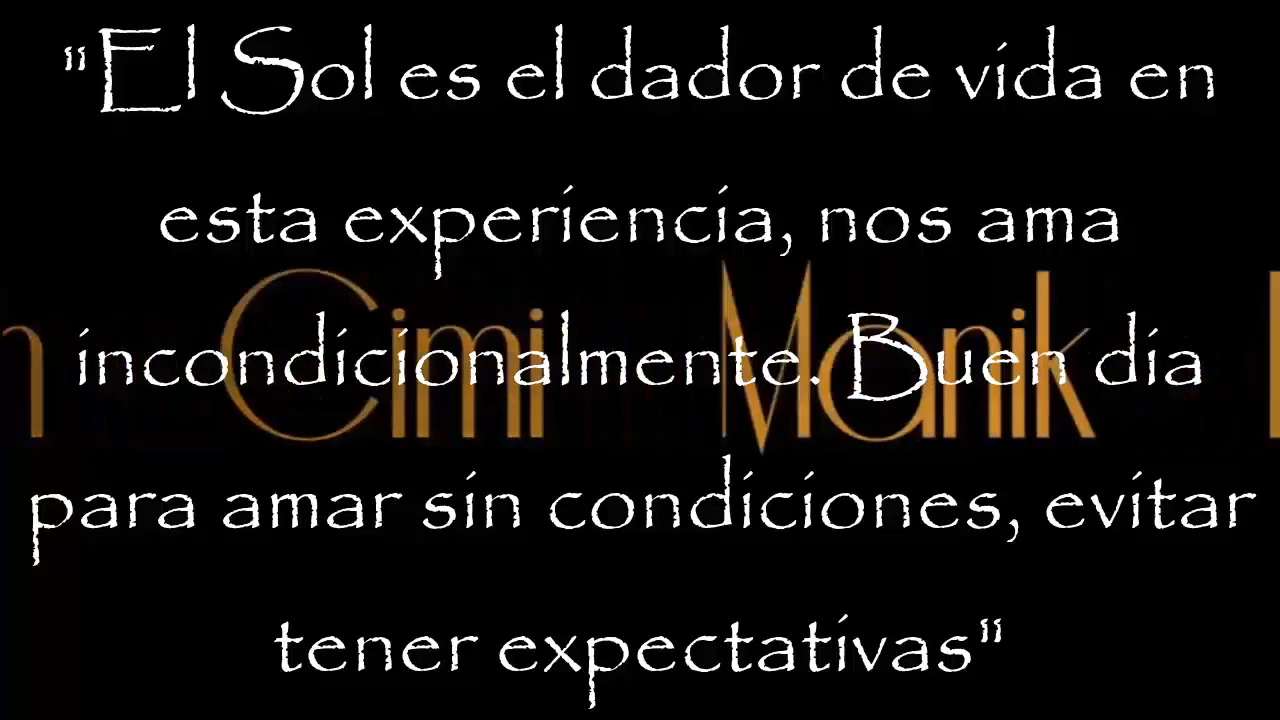 "El Sol es el dador de vida en
esta experiencia, nos ama
incondicionalmente. Buen día
para amar sin condiciones, evitar
tener expectativas"
Cimi Manik